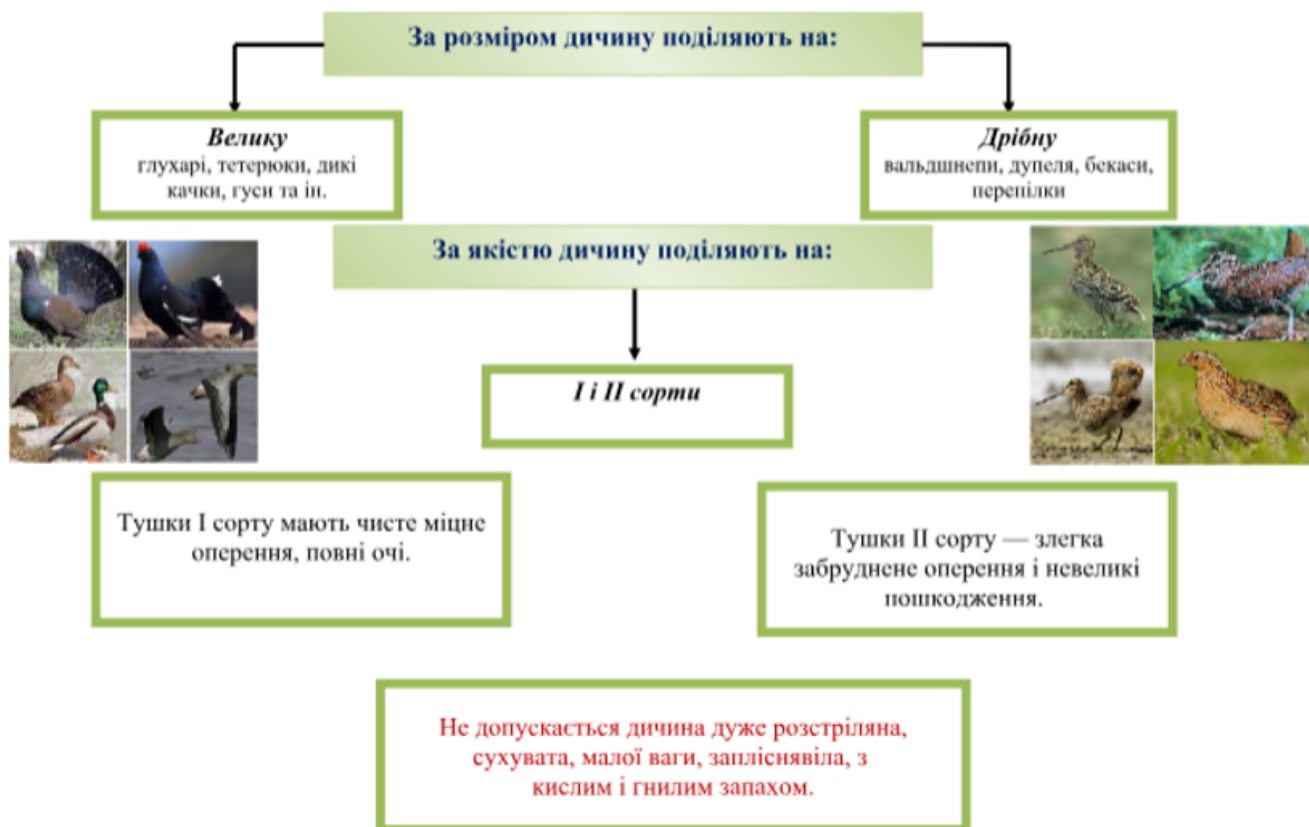 За розміром дичину поділяють на:
Велику
глухарі, тетерюки, дикі
качки, гуси та ін.
Дрібну
вальдшнепи, дупеля, бекаси,
перепілки
За якістю дичину поділяють на:
І і ІІ сорти
Тушки І сорту мають чисте міцне
оперення, повні очі.
Тушки ІІ сорту — злегка
забруднене оперення і невеликі
пошкодження.
Не допускається дичина дуже розстріляна,
сухувата, малої ваги, запліснявіла, з
кислим і гнилим запахом.